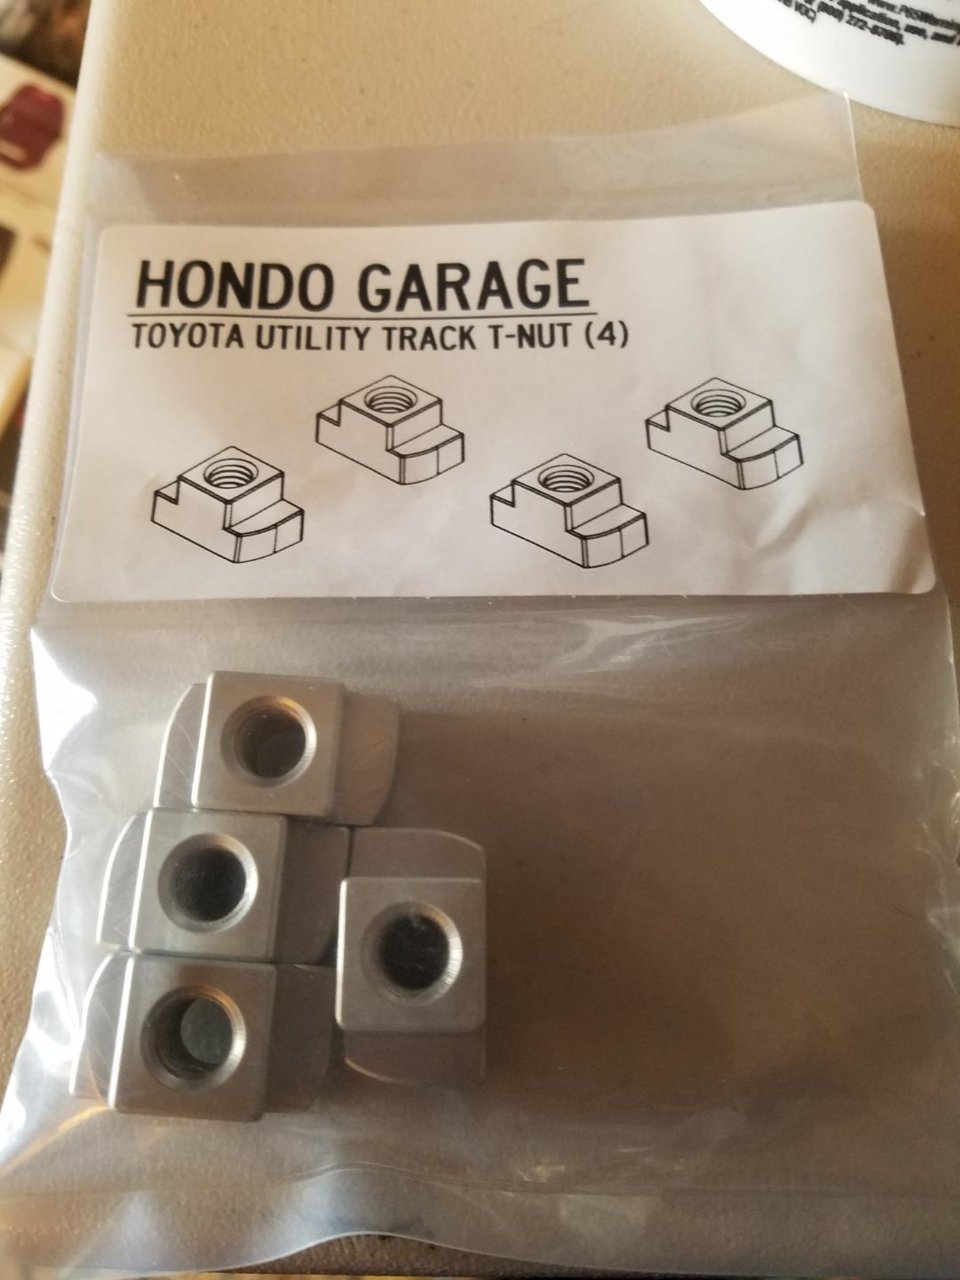 HONDO GARAGE
TOYOTA UTILITY TRACK T-NUT (4)